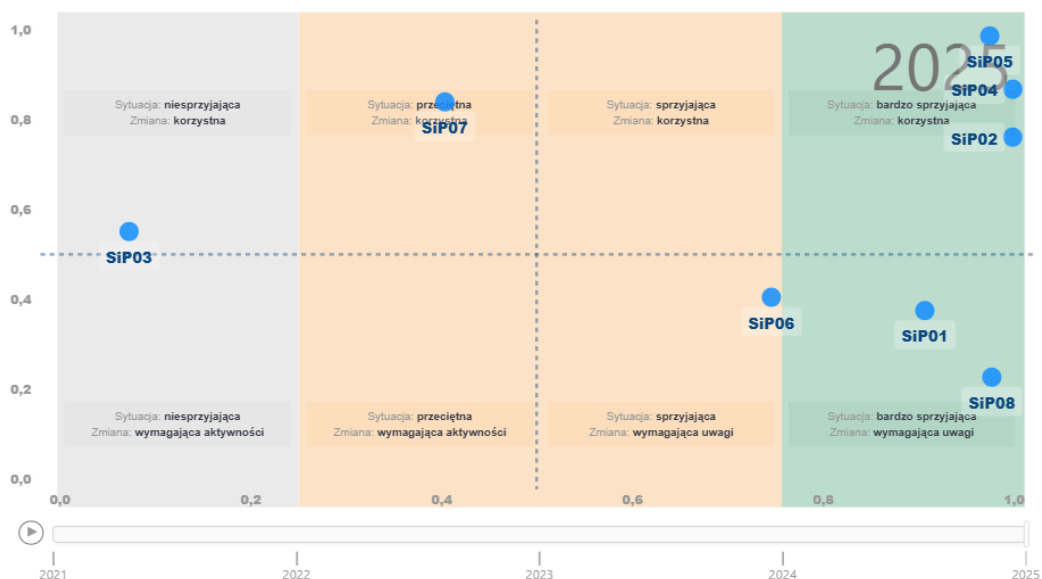 1,0
2025
SiP05
SiP04
Sytuacja: niesprzyjająca
Zmiana: korzystna
Sytuacja: przeciętna
Zmiana: korzystna
SiP07
Sytuacja: sprzyjająca
Zmiana: korzystna
Sytuacja: bardzo sprzyjająca
Zmiana: korzystna
0,8
SiP02
0,6
SiP03
0,4
SiP06
SiP01
0,2
SiP08
Sytuacja: niesprzyjająca
Zmiana: wymagająca aktywności
Sytuacja: przeciętna
Zmiana: wymagająca aktywności
Sytuacja: sprzyjająca
Zmiana: wymagająca uwagi
Sytuacja: bardzo sprzyjająca
Zmiana: wymagająca uwagi
0,0
0,0 0,2 0,4 0,6 0,8 1,0
2021 2022 2023 2024 2025